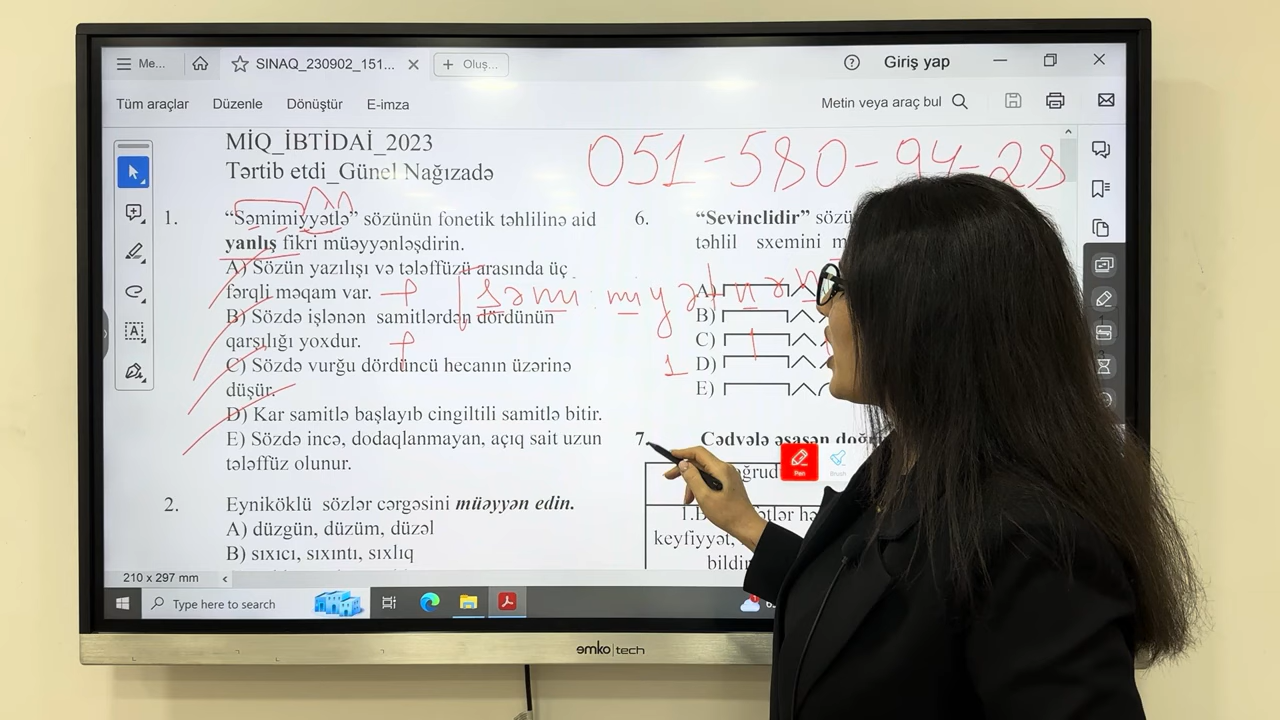 Me...
SINAQ_230902_151...
Oluş...
Giriş yap
Tüm araçlar
Düzenle
Dönüştür
E-imza
Metin veya araç bul
MİQ_İBTİDAİ_2023
Tərtib etdi_Günel Nağızadə
051-580-94-28
1. “Səmimiyyətlə” sözünün fonetik təhlilinə aid
yanlış fikri müəyyənləşdirin.
A) Sözün yazılışı və tələffüzü arasında üç
fərqli məqam var.
B) Sözdə işlənən samitlərdən dördünün
qarşılığı yoxdur.
C) Sözdə vurğu dördüncü hecanın üzərinə
düşür.
D) Kar samitlə başlayıb cingiltili samitlə bitir.
E) Sözdə incə, dodaqlanmayan, açıq sait uzun
tələffüz olunur.
2. Eyniköklü sözlər cərgəsini müəyyən edin.
A) düzgün, düzüm, düzəl
B) sıxıcı, sıxıntı, sıxlıq
6. “Sevinclidir”
təhlil sxemini
A)
B)
C)
1 D)
E)
7. Cədvələ əsasən
Pen
Brush
keyfiyyət,
210 x 297 mm
Type here to search
emko|tech